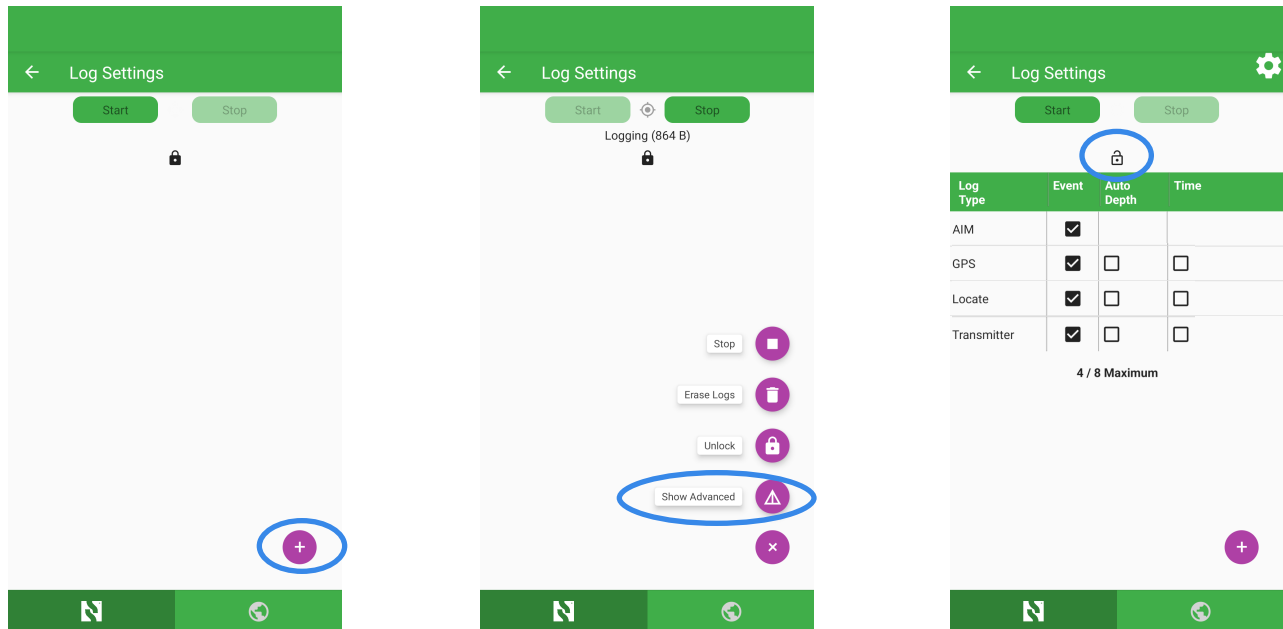 Log Settings
Start Stop
Log Settings
Start Stop
Logging (864 B)
Stop
Erase Logs
Unlock
Show Advanced
Log Settings
Start Stop
Log Type Event Auto Depth Time
AIM
GPS
Locate
Transmitter
4 / 8 Maximum